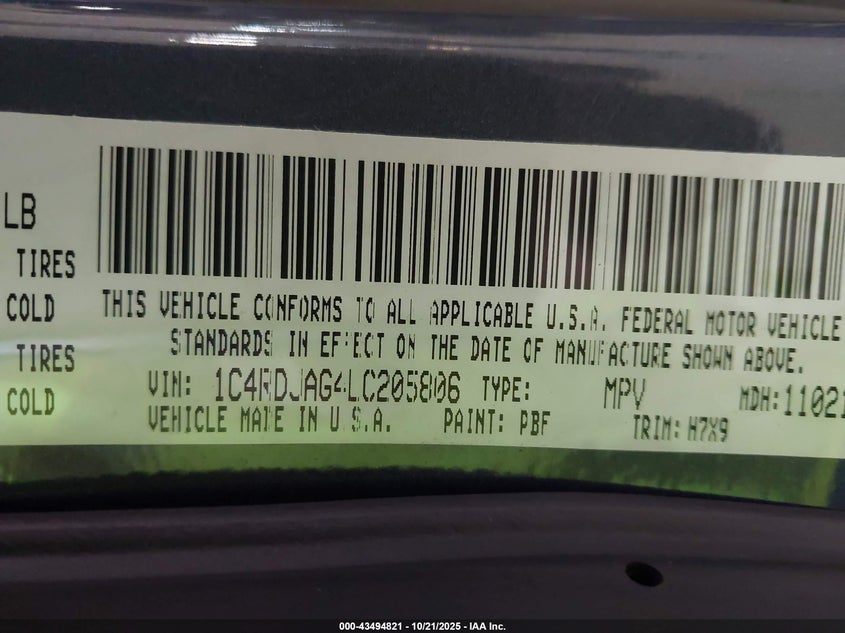 LB
TIRES
COLD
TIRES
COLD
THIS VEHICLE CONFORMS TO ALL APPLICABLE U.S.A. FEDERAL MOTOR VEHICLE
STANDARDS IN EFFECT ON THE DATE OF MANUFACTURE SHOWN ABOVE.
VIN: 1C4RDJAG4LC205806 TYPE: MPV MDH: 11021
VEHICLE MADE IN U.S.A. PAINT: PBF TRIM: H7X9
000-43494821 - 10/21/2025 - IAA Inc.